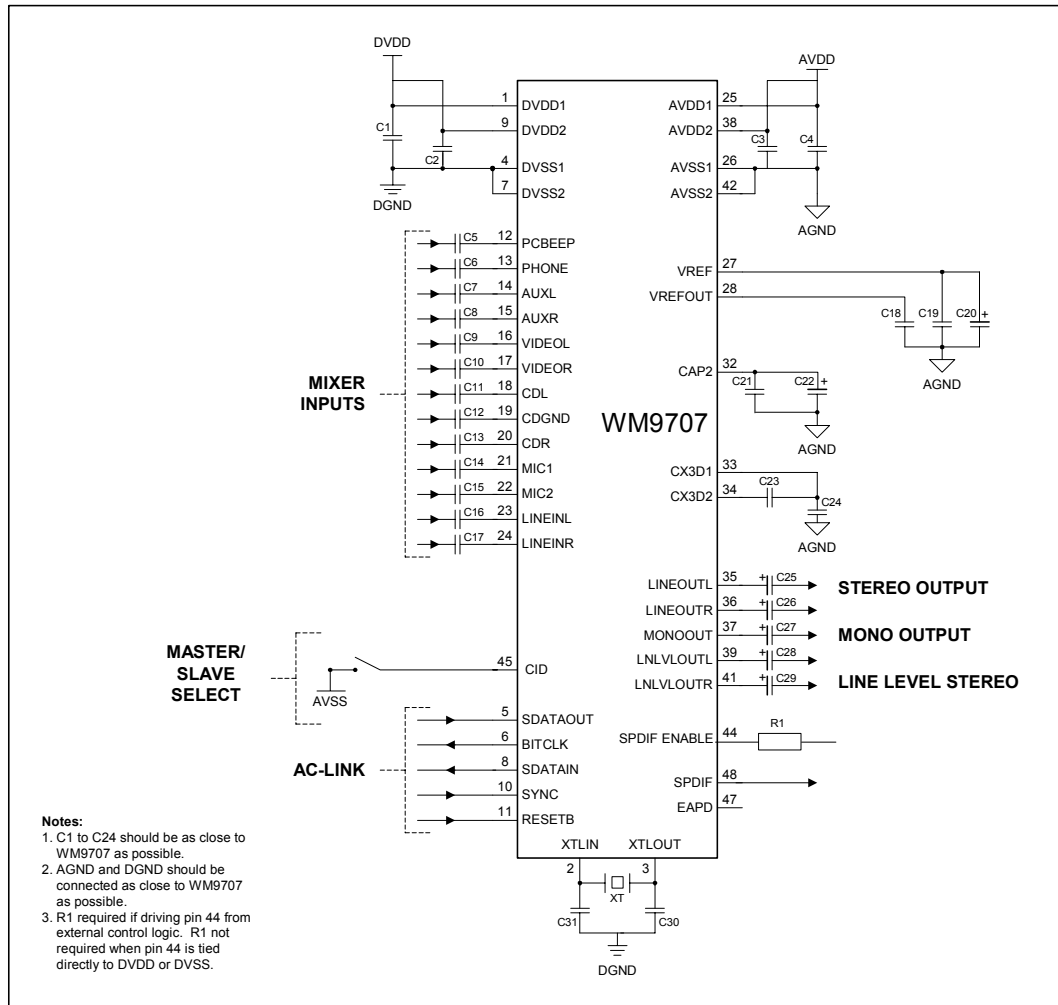 DVDD
AVDD
1 DVDD1
9 DVDD2
4 DVSS1
7 DVSS2
C1
C2
DGND
AVDD1 25
AVDD2 38
AVSS1 26
AVSS2 42
C3
C4
AGND
MIXER
INPUTS
C5 12 PCBEEP
C6 13 PHONE
C7 14 AUXL
C8 15 AUXR
C9 16 VIDEOL
C10 17 VIDEOR
C11 18 CDL
C12 19 CDGND
C13 20 CDR
C14 21 MIC1
C15 22 MIC2
C16 23 LINEINL
C17 24 LINEINR
WM9707
VREF 27
VREFOUT 28
C18 C19 C20 +
AGND
CAP2 32
C21 C22 +
AGND
CX3D1 33
CX3D2 34 C23
C24
AGND
LINEOUTL 35 + C25 STEREO OUTPUT
LINEOUTR 36 + C26
MONOOUT 37 + C27 MONO OUTPUT
LNLVLOUTL 39 + C28
LNLVLOUTR 41 + C29 LINE LEVEL STEREO
MASTER/
SLAVE
SELECT
AVSS
45 CID
AC-LINK
5 SDATAOUT
6 BITCLK
8 SDATAIN
10 SYNC
11 RESETB
SPDIF ENABLE 44 R1
SPDIF 48
EAPD 47
XTLIN XTLOUT
2 3
XT
C31 C30
DGND
Notes:
1. C1 to C24 should be as close to
WM9707 as possible.
2. AGND and DGND should be
connected as close to WM9707
as possible.
3. R1 required if driving pin 44 from
external control logic. R1 not
required when pin 44 is tied
directly to DVDD or DVSS.